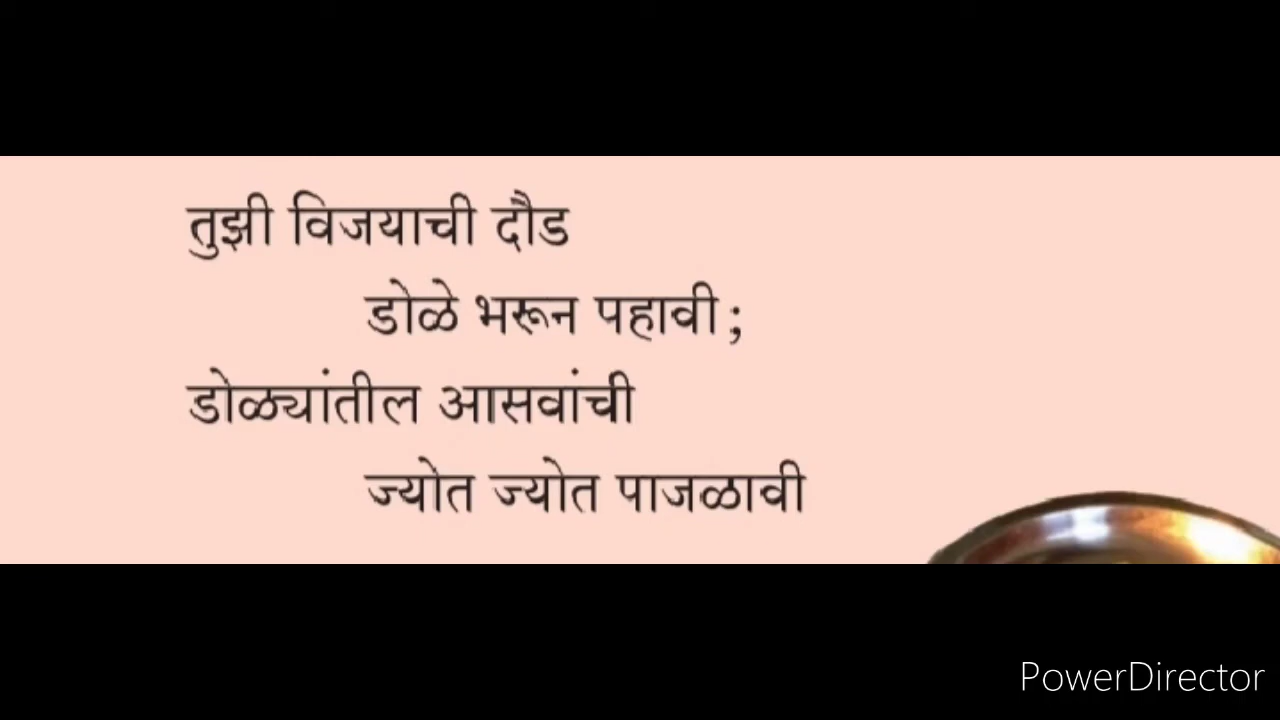 तुझी विजयाची दौड
डोळे भरून पहावी;
डोळ्यांतील आसवांची
ज्योत ज्योत पाजळावी
PowerDirector